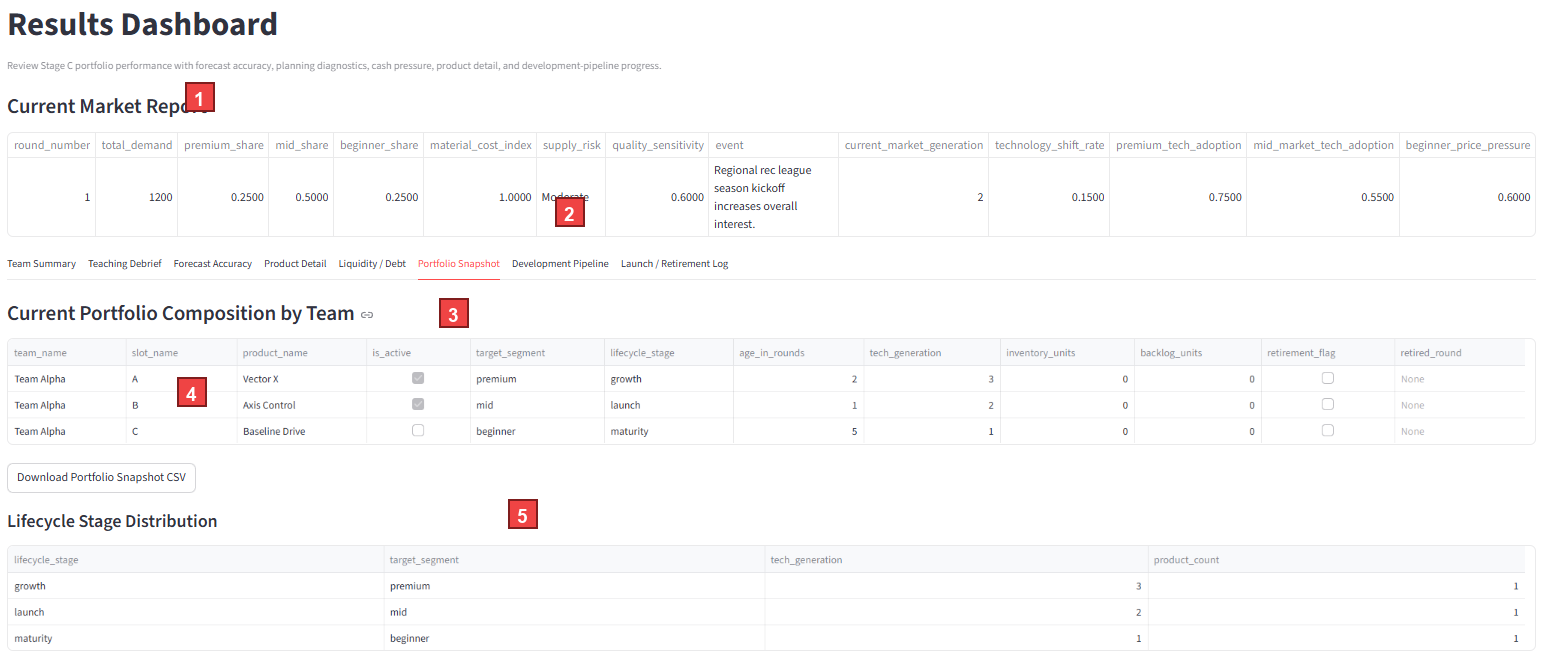 Results Dashboard
Review Stage C portfolio performance with forecast accuracy, planning diagnostics, cash pressure, product detail, and development-pipeline progress.
1
Current Market Report
round_number total_demand premium_share mid_share beginner_share material_cost_index supply_risk quality_sensitivity event current_market_generation technology_shift_rate premium_tech_adoption mid_market_tech_adoption beginner_price_pressure
1 1200 0.2500 0.5000 0.2500 1.0000 Moderate 0.6000 Regional rec league season kickoff increases overall interest. 2 0.1500 0.7500 0.5500 0.6000
2
Team Summary Teaching Debrief Forecast Accuracy Product Detail Liquidity / Debt Portfolio Snapshot Development Pipeline Launch / Retirement Log
Current Portfolio Composition by Team 3
team_name slot_name product_name is_active target_segment lifecycle_stage age_in_rounds tech_generation inventory_units backlog_units retirement_flag retired_round
Team Alpha A Vector X premium growth 2 3 0 0 None
4
Team Alpha B Axis Control mid launch 1 2 0 0 None
Team Alpha C Baseline Drive beginner maturity 5 1 0 0 None
Download Portfolio Snapshot CSV
5
Lifecycle Stage Distribution
lifecycle_stage target_segment tech_generation product_count
growth premium 3 1
launch mid 2 1
maturity beginner 1 1